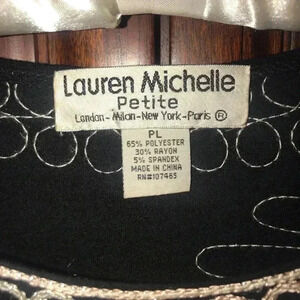 Lauren Michelle
Petite
London - Milan - New York - Paris ®
PL
65% POLYESTER
30% RAYON
5% SPANDEX
MADE IN CHINA
RN#107465